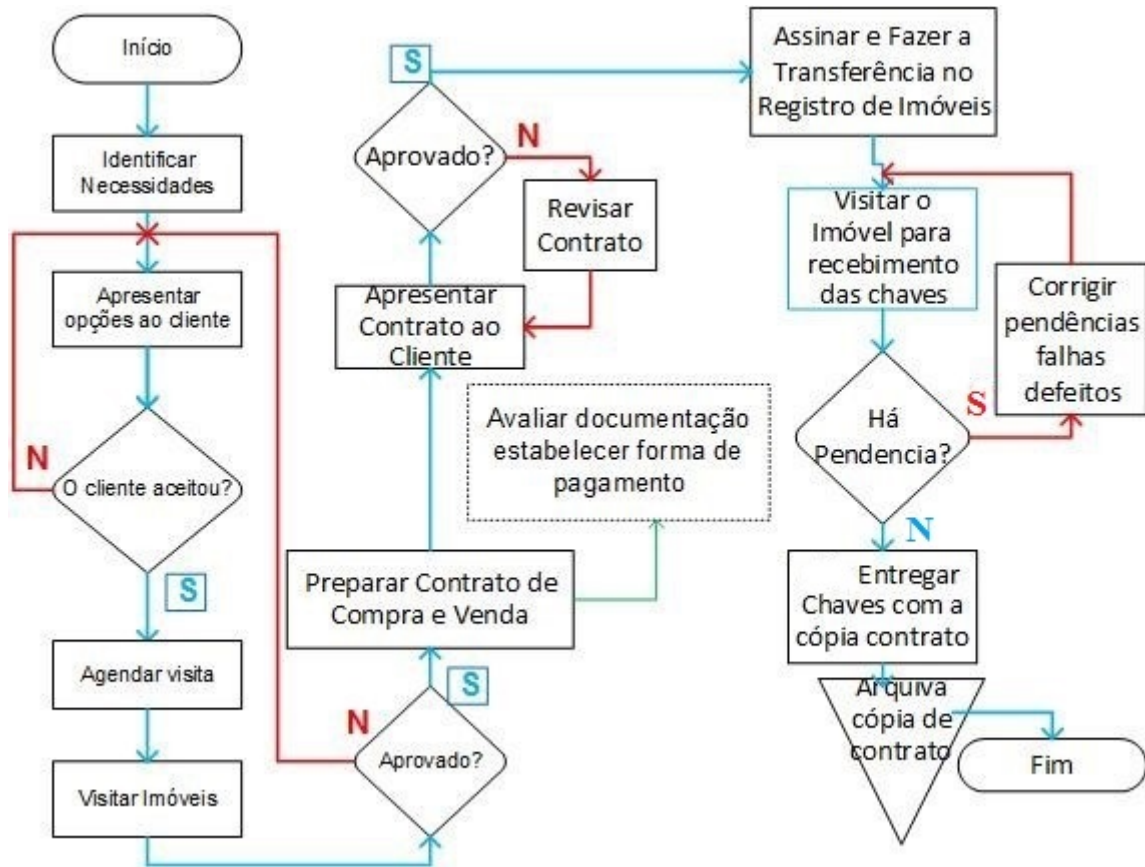 Início
Identificar
Necessidades
Apresentar
opções ao cliente
N
O cliente aceitou?
S
Agendar visita
Visitar Imóveis
N
Aprovado?
S
Preparar Contrato de
Compra e Venda
Avaliar documentação
estabelecer forma de
pagamento
Apresentar
Contrato ao
Cliente
Aprovado?
N
Revisar
Contrato
S
Assinar e Fazer a
Transferência no
Registro de Imóveis
Visitar o
Imóvel para
recebimento
das chaves
Há
Pendencia?
S
Corrigir
pendências
falhas
defeitos
N
Entregar
Chaves com a
cópia contrato
Arquiva
cópia de
contrato
Fim